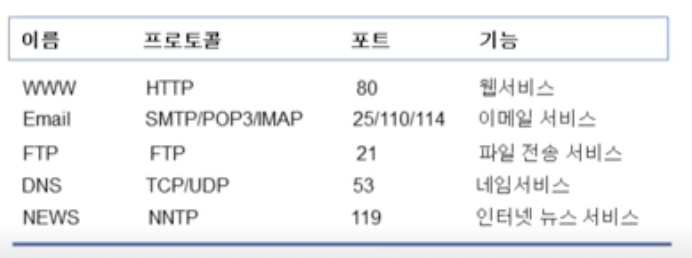 이름 프로토콜 포트 기능
WWW HTTP 80 웹서비스
Email SMTP/POP3/IMAP 25/110/114 이메일 서비스
FTP FTP 21 파일 전송 서비스
DNS TCP/UDP 53 네임서비스
NEWS NNTP 119 인터넷 뉴스 서비스